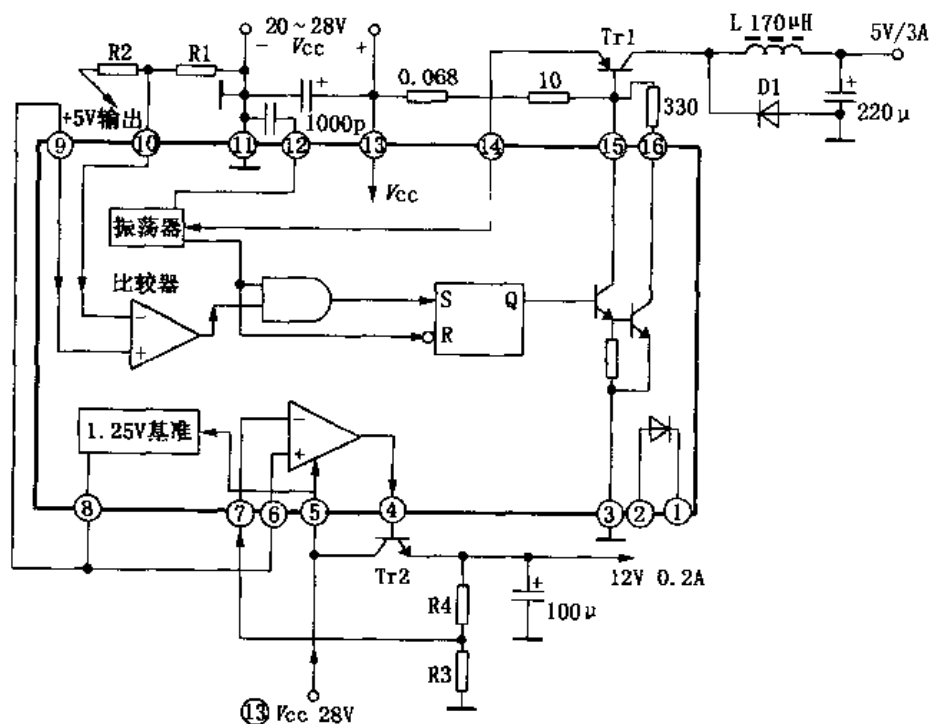 20～28V
- Vcc +
L 170μH
5V/3A
Tr1
R2
R1
0.068
10
330
D1
220μ
+5V输出
1000p
⑨
⑩
⑪
⑫
⑬
⑭
⑮
⑯
Vcc
振荡器
比较器
S
Q
R
-
+
1.25V基准
-
+
⑧
⑦
⑥
⑤
④
③
②
①
Tr2
12V 0.2A
R4
100μ
R3
⑬Vcc 28V
+
+
+